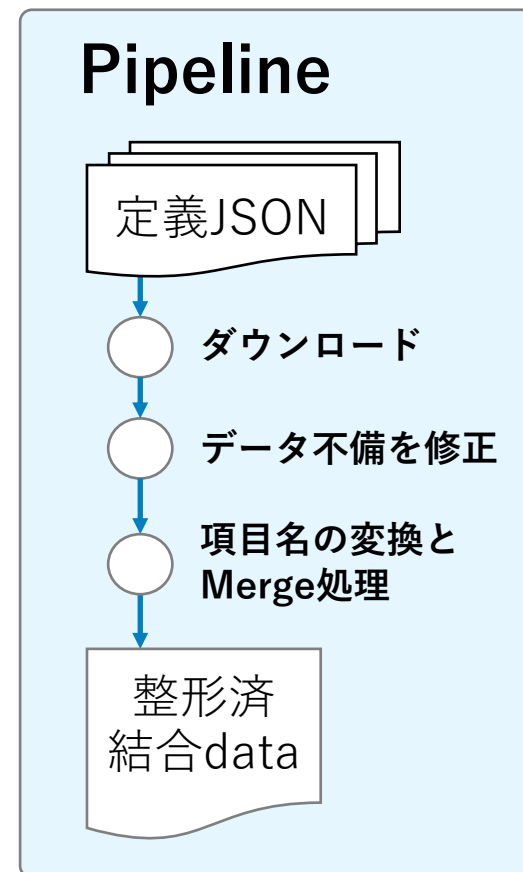 Pipeline
定義JSON
ダウンロード
データ不備を修正
項目名の変換と
Merge処理
整形済
結合data